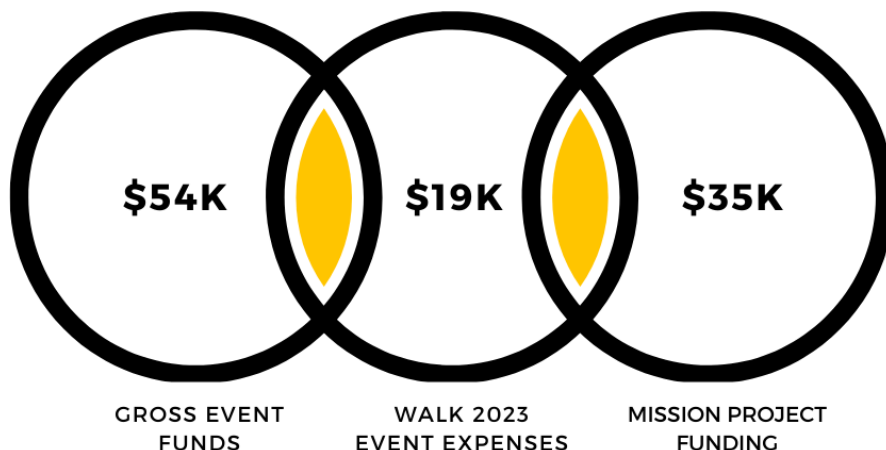 $54K
$19K
$35K
GROSS EVENT
FUNDS
WALK 2023
EVENT EXPENSES
MISSION PROJECT
FUNDING